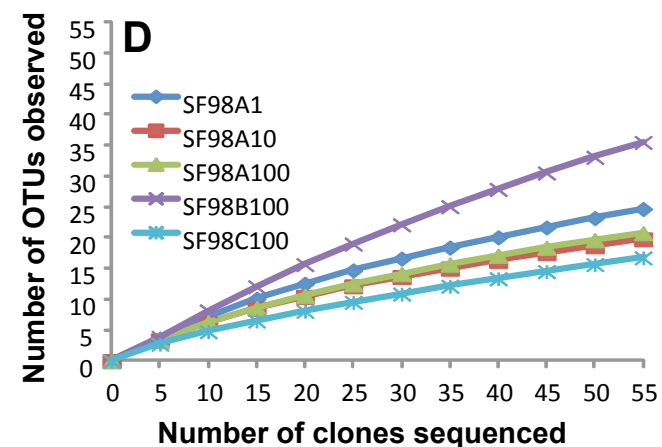 D
Number of OTUs observed
55
50
45
40
35
30
25
20
15
10
5
0
SF98A1
SF98A10
SF98A100
SF98B100
SF98C100
0 5 10 15 20 25 30 35 40 45 50 55
Number of clones sequenced